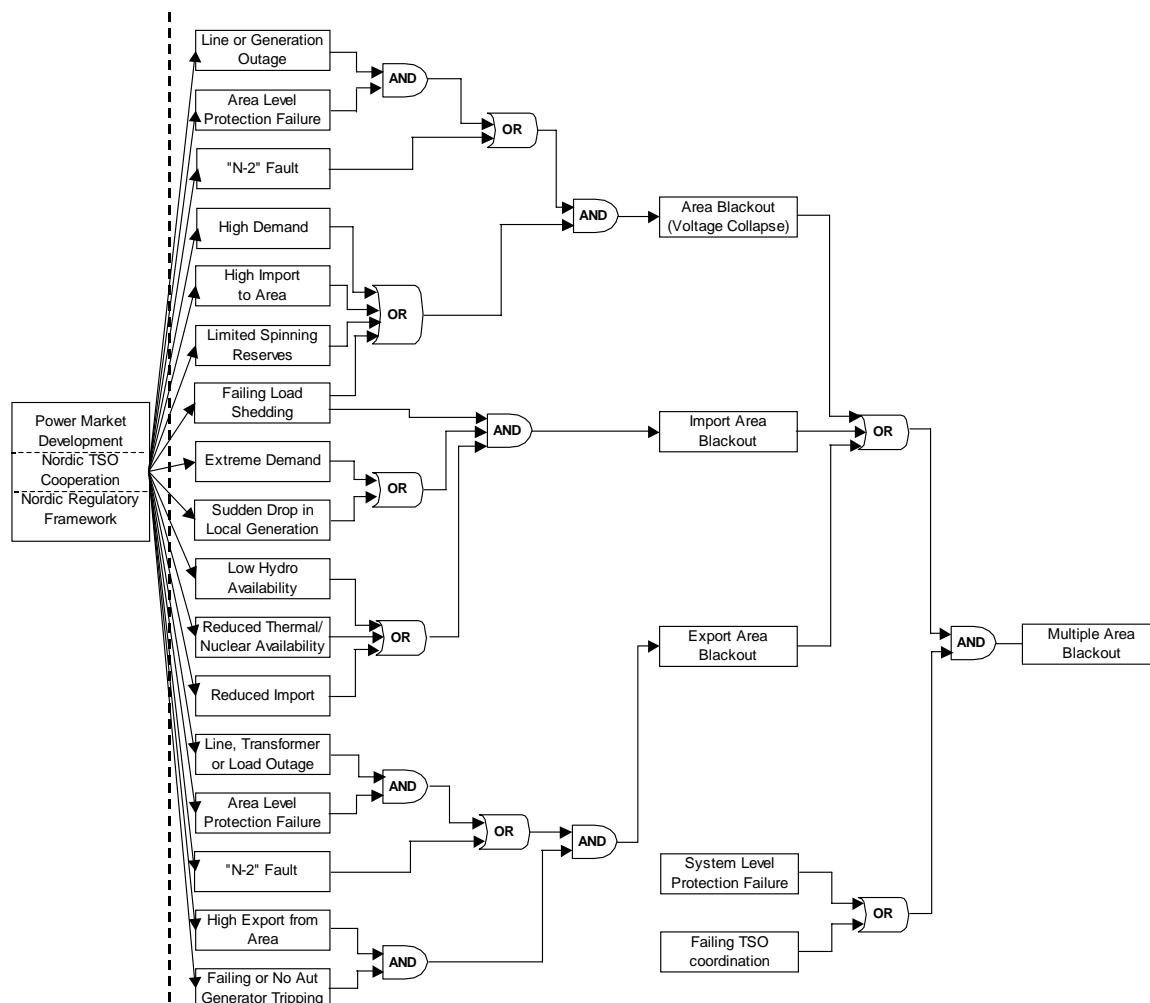 Line or Generation
Outage
AND
Area Level
Protection Failure
OR
"N-2" Fault
AND
Area Blackout
(Voltage Collapse)
High Demand
High Import
to Area
OR
Limited Spinning
Reserves
Failing Load
Shedding
Power Market
Development
Nordic TSO
Cooperation
Nordic Regulatory
Framework
AND
Import Area
Blackout
OR
Extreme Demand
OR
Sudden Drop in
Local Generation
Low Hydro
Availability
Reduced Thermal/
Nuclear Availability
OR
Export Area
Blackout
AND
Multiple Area
Blackout
Reduced Import
Line, Transformer
or Load Outage
AND
Area Level
Protection Failure
OR
AND
"N-2" Fault
System Level
Protection Failure
High Export from
Area
OR
AND
Failing TSO
coordination
Failing or No Aut
Generator Tripping